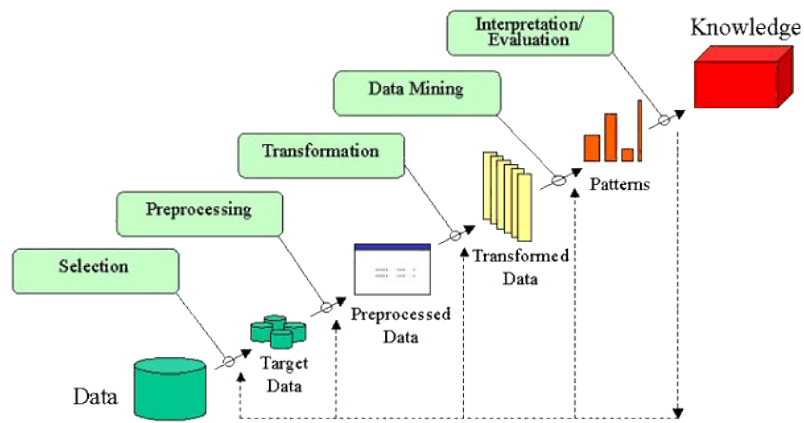 Interpretation/
Evaluation
Knowledge
Data Mining
Transformation
Patterns
Preprocessing
Transformed
Data
Selection
Preprocessed
Data
Target
Data
Data